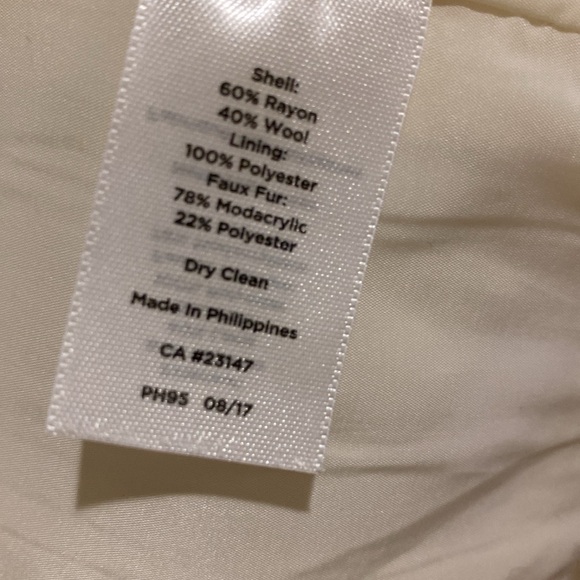 Shell:
60% Rayon
40% Wool
Lining:
100% Polyester
Faux Fur:
78% Modacrylic
22% Polyester
Dry Clean
Made In Philippines
CA #23147
PH95 08/17